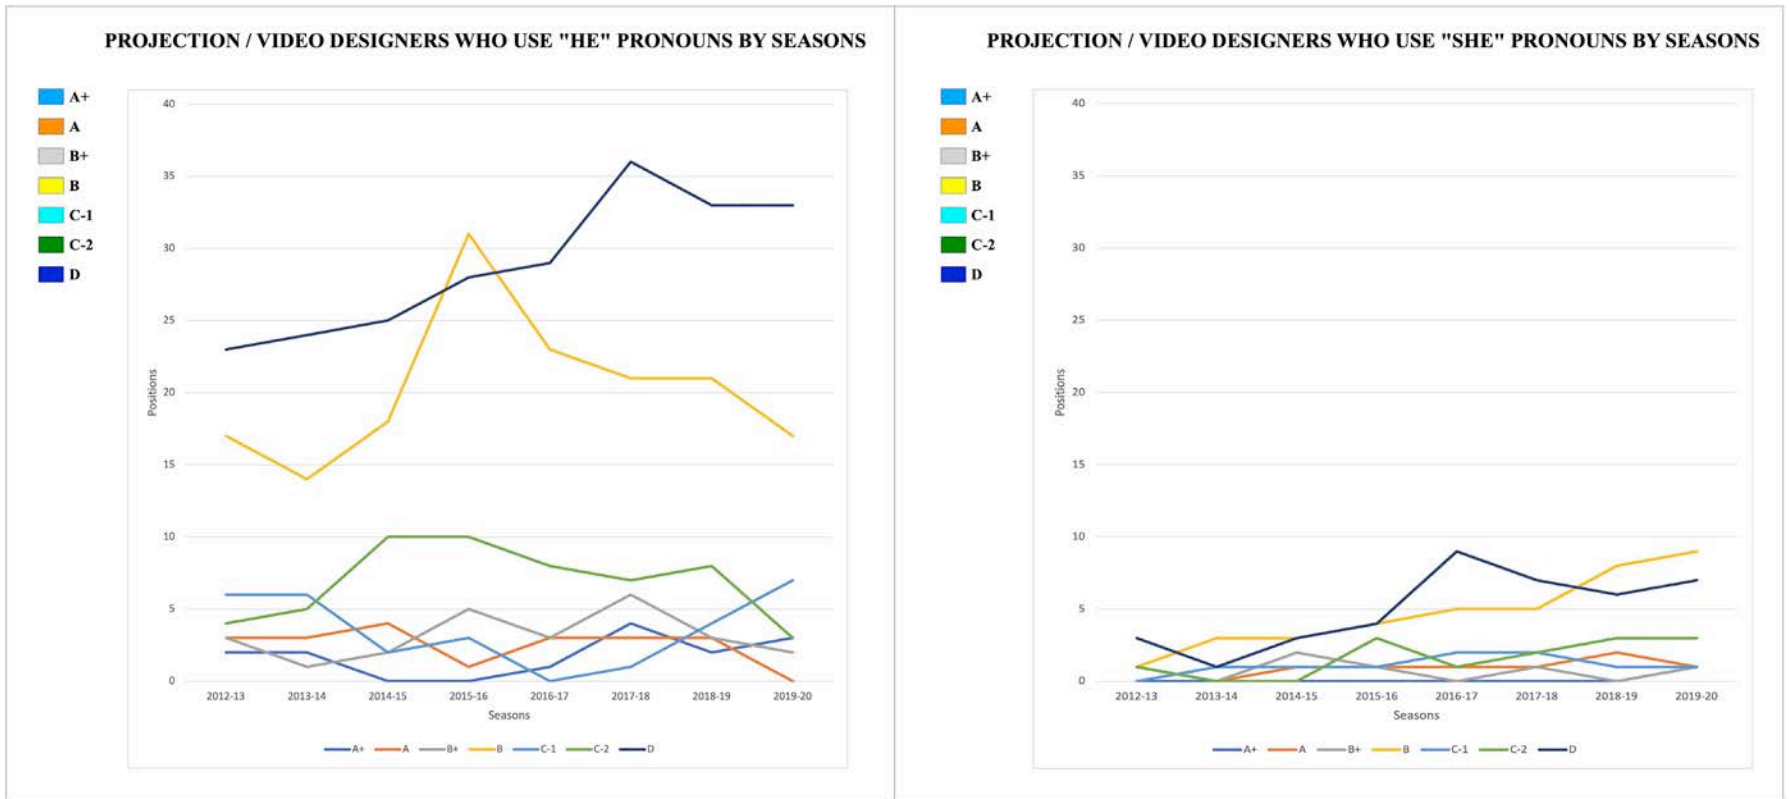 PROJECTION / VIDEO DESIGNERS WHO USE "HE" PRONOUNS BY SEASONS
A+
A
B+
B
C-1
C-2
D
40
35
30
25
20
15
10
5
0
Positions
2012-13 2013-14 2014-15 2015-16 2016-17 2017-18 2018-19 2019-20
Seasons
A+ A B+ B C-1 C-2 D
PROJECTION / VIDEO DESIGNERS WHO USE "SHE" PRONOUNS BY SEASONS
A+
A
B+
B
C-1
C-2
D
40
35
30
25
20
15
10
5
0
Positions
2012-13 2013-14 2014-15 2015-16 2016-17 2017-18 2018-19 2019-20
Seasons
A+ A B+ B C-1 C-2 D